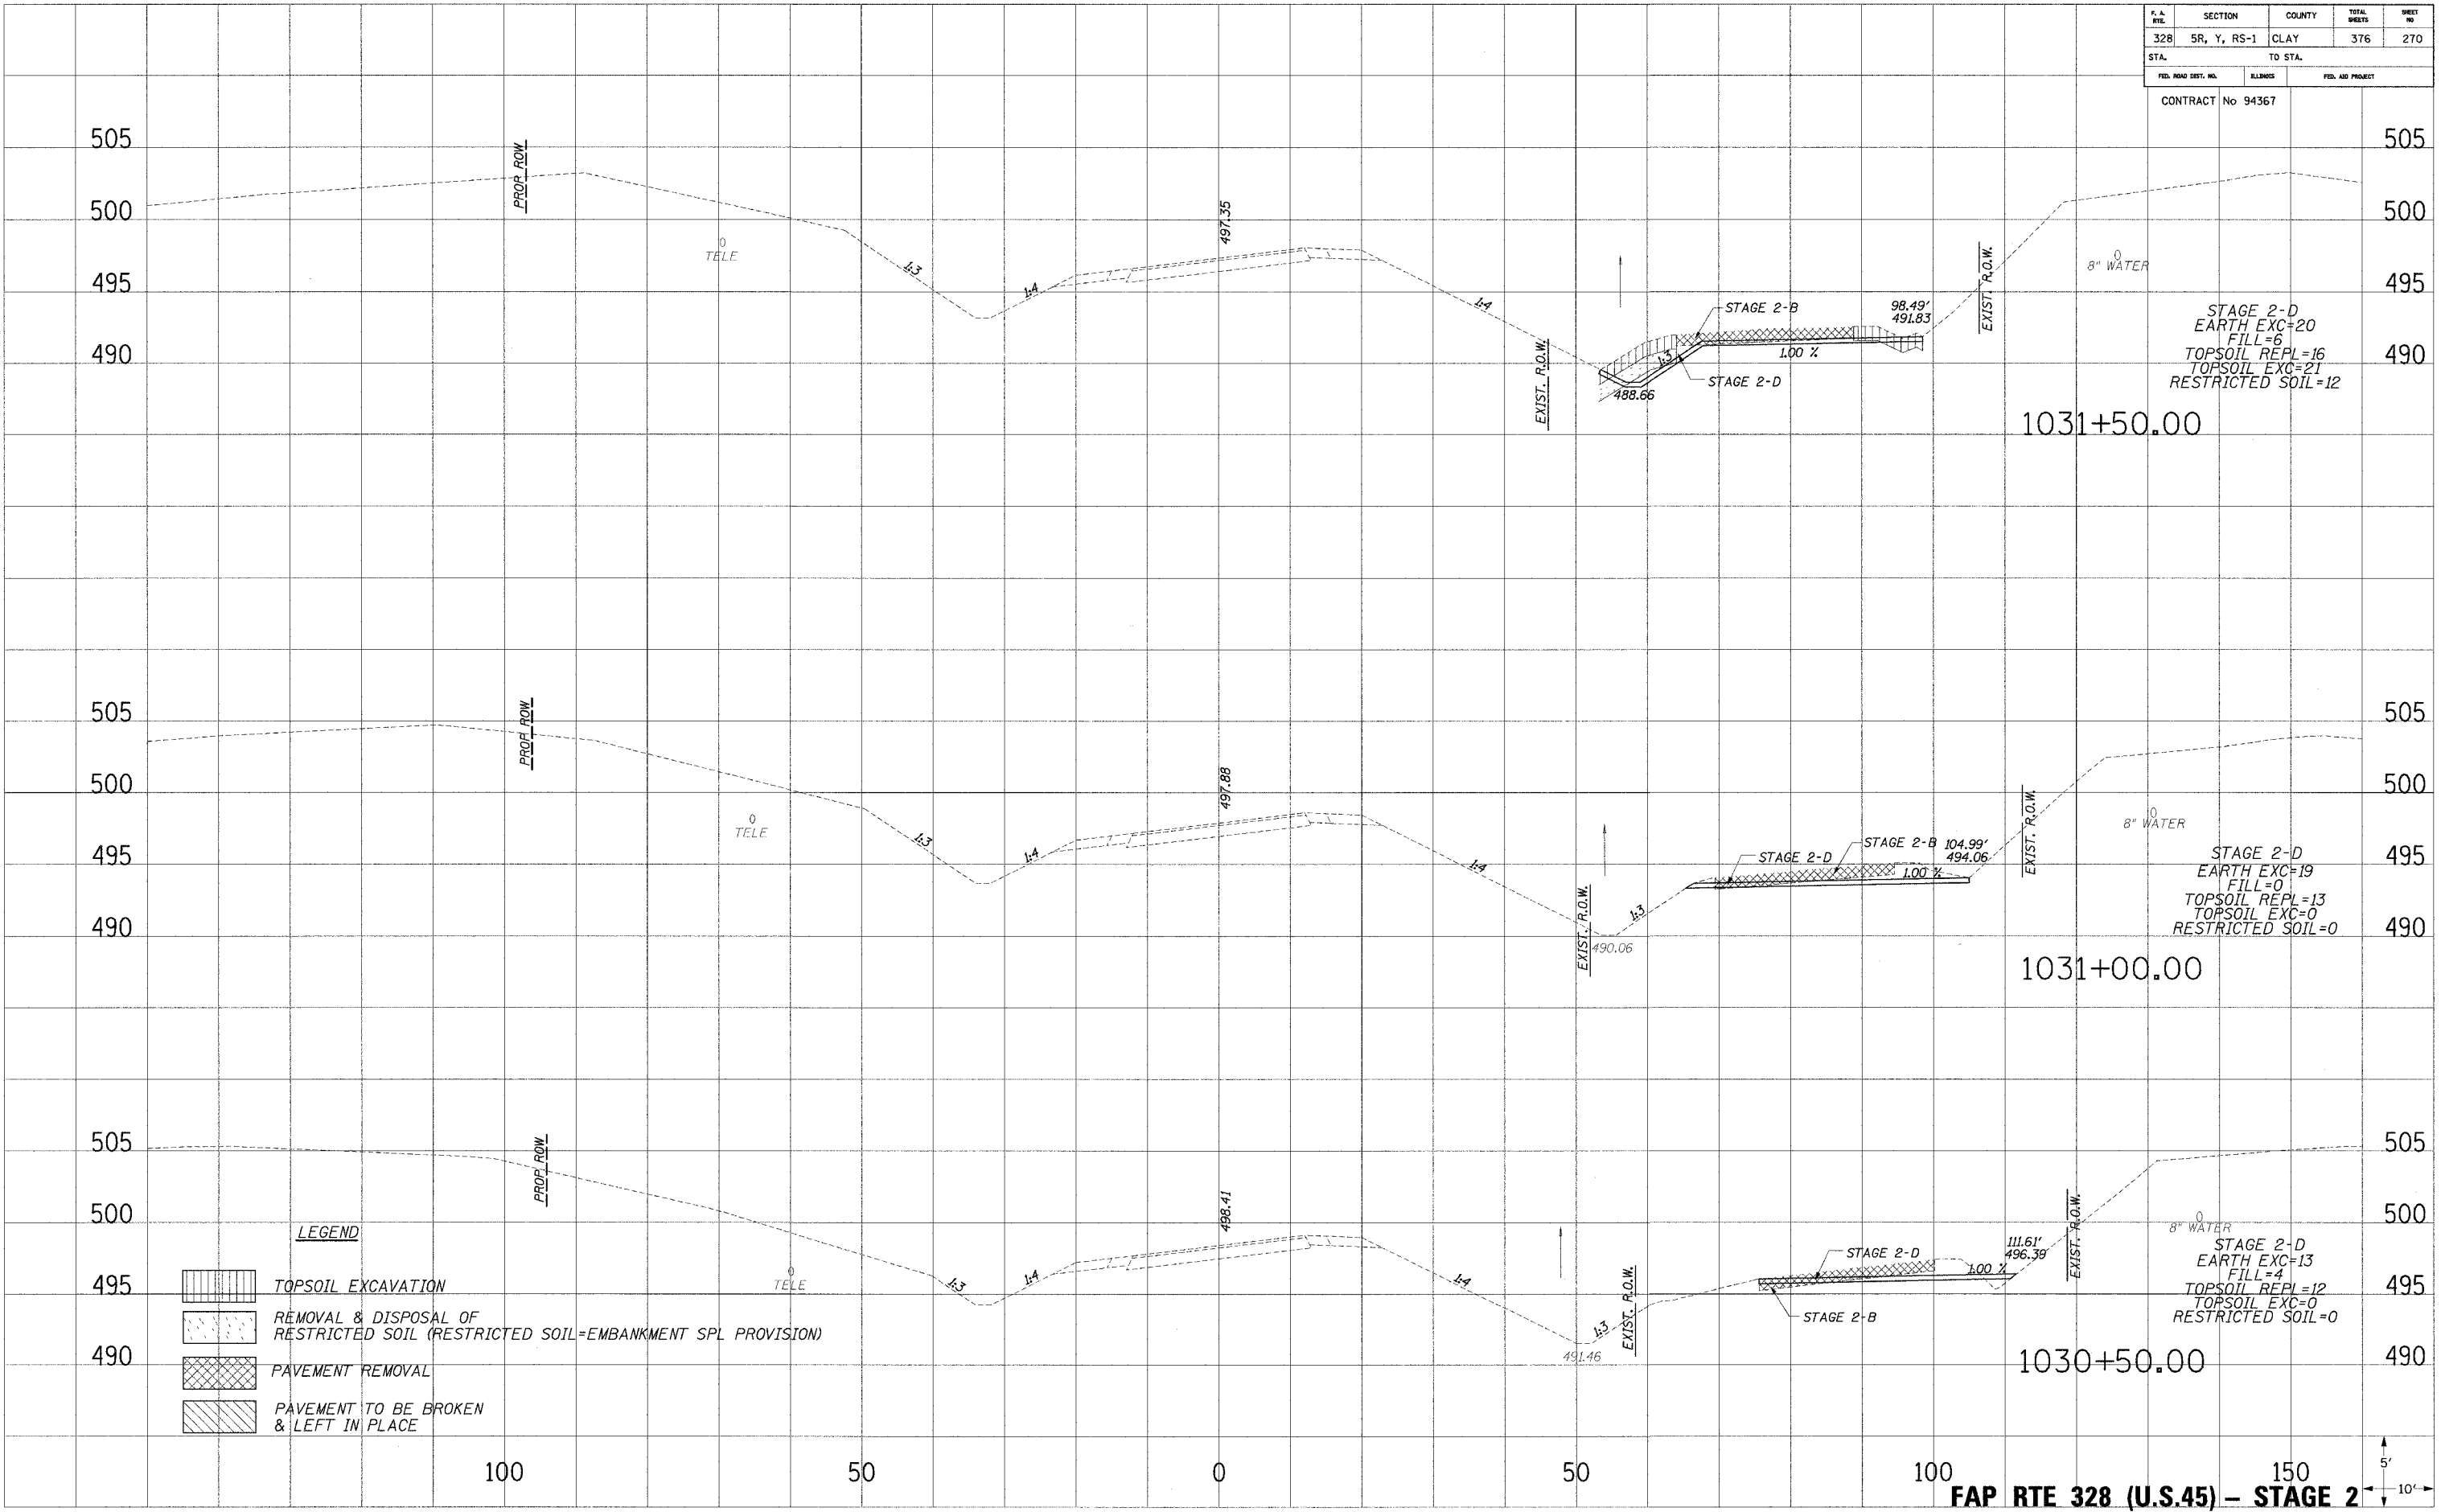 F. A. RTE. SECTION COUNTY TOTAL SHEETS SHEET NO
328 5R, Y, RS-1 CLAY 376 270
STA. TO STA.
FED. ROAD DIST. NO. ILLINOIS FED. AID PROJECT
CONTRACT No 94367
505 505
PROP ROW
500 500
497.35
TELE
8" WATER
EXIST. R.O.W.
1:3
495 495
1:4
1:4
STAGE 2-B
98.49'
491.83
STAGE 2-D
EARTH EXC=20
FILL=6
TOPSOIL REPL=16
TOPSOIL EXC=21
RESTRICTED SOIL=12
490 490
1:3
1.00 %
EXIST. R.O.W.
STAGE 2-D
488.66
1031+50.00
505 505
PROP ROW
500 500
497.88
TELE
8" WATER
EXIST. R.O.W.
1:3
1:4
1:4
495 495
STAGE 2-B 104.99'
494.06
STAGE 2-D
1.00 %
STAGE 2-D
EARTH EXC=19
FILL=0
TOPSOIL REPL=13
TOPSOIL EXC=0
RESTRICTED SOIL=0
490 490
1:3
EXIST. R.O.W.
490.06
1031+00.00
505 505
PROP ROW
500 500
498.41
8" WATER
EXIST. R.O.W.
LEGEND
TELE
1:3
1:4
1:4
STAGE 2-D
111.61'
496.39
1.00 %
STAGE 2-D
EARTH EXC=13
FILL=4
TOPSOIL REPL=12
TOPSOIL EXC=0
RESTRICTED SOIL=0
495 495
TOPSOIL EXCAVATION
STAGE 2-B
1:3
EXIST. R.O.W.
REMOVAL & DISPOSAL OF
RESTRICTED SOIL (RESTRICTED SOIL=EMBANKMENT SPL PROVISION)
491.46
490 490
1030+50.00
PAVEMENT REMOVAL
PAVEMENT TO BE BROKEN
& LEFT IN PLACE
100 50 0 50 100 150
5'
10'
FAP RTE 328 (U.S.45) – STAGE 2